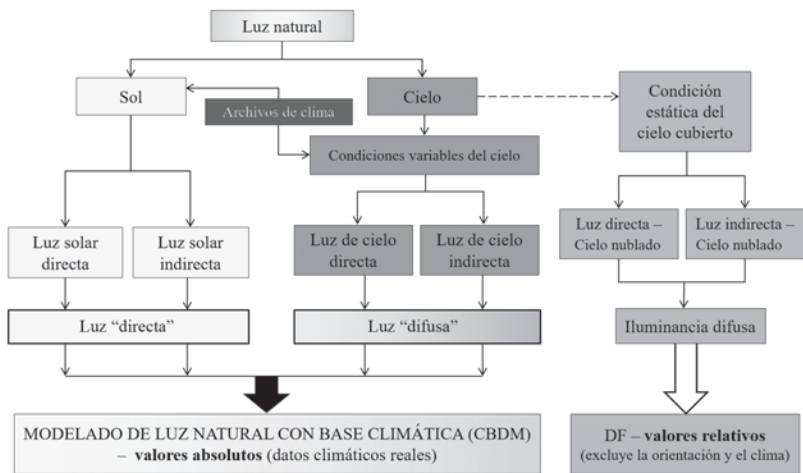 Luz natural
Sol
Archivos de clima
Cielo
Condición
estática del
cielo cubierto
Condiciones variables del cielo
Luz solar
directa
Luz solar
indirecta
Luz de cielo
directa
Luz de cielo
indirecta
Luz directa –
Cielo nublado
Luz indirecta –
Cielo nublado
Luz “directa”
Luz “difusa”
Iluminancia difusa
MODELADO DE LUZ NATURAL CON BASE CLIMÁTICA (CBDM)
– valores absolutos (datos climáticos reales)
DF – valores relativos
(excluye la orientación y el clima)